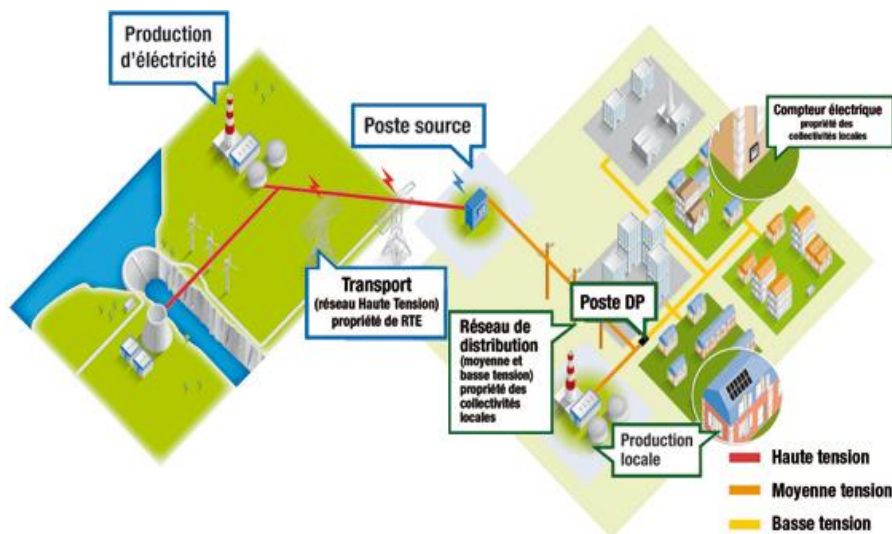 Production
d'éléctricité
Poste source
Compteur électrique
propriété des
collectivités locales
Transport
(réseau Haute Tension)
propriété de RTE
Poste DP
Réseau de
distribution
(moyenne et
basse tension)
propriété des
collectivités
locales
Production
locale
Haute tension
Moyenne tension
Basse tension